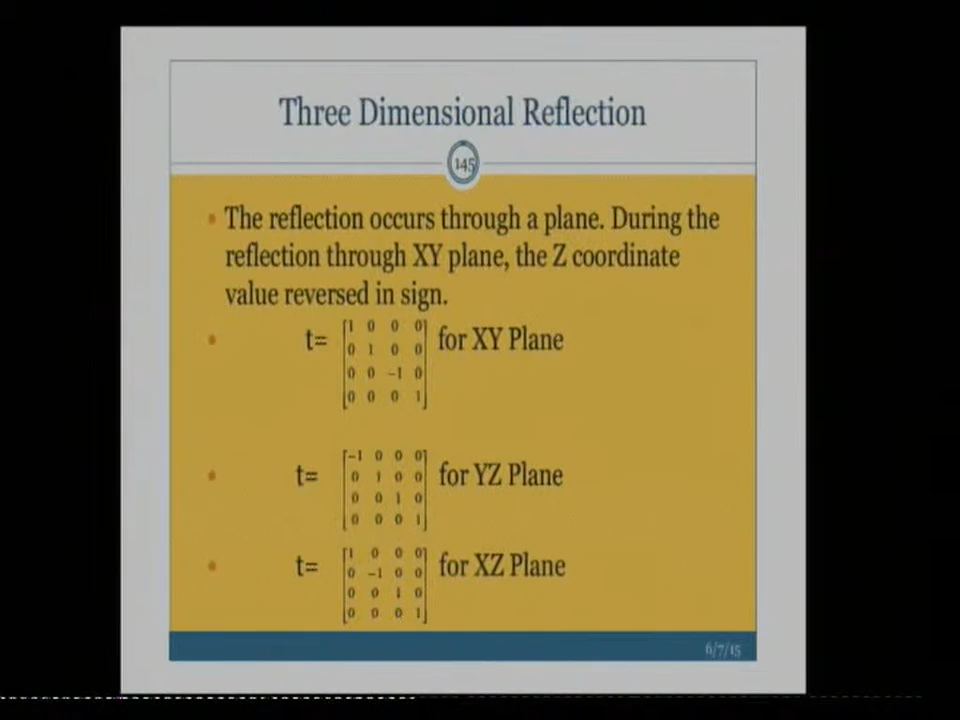 Three Dimensional Reflection
145
• The reflection occurs through a plane. During the
reflection through XY plane, the Z coordinate
value reversed in sign.
• t= [1 0 0 0] for XY Plane
[0 1 0 0]
[0 0 -1 0]
[0 0 0 1]
• t= [-1 0 0 0] for YZ Plane
[0 1 0 0]
[0 0 1 0]
[0 0 0 1]
• t= [1 0 0 0] for XZ Plane
[0 -1 0 0]
[0 0 1 0]
[0 0 0 1]
6/7/15